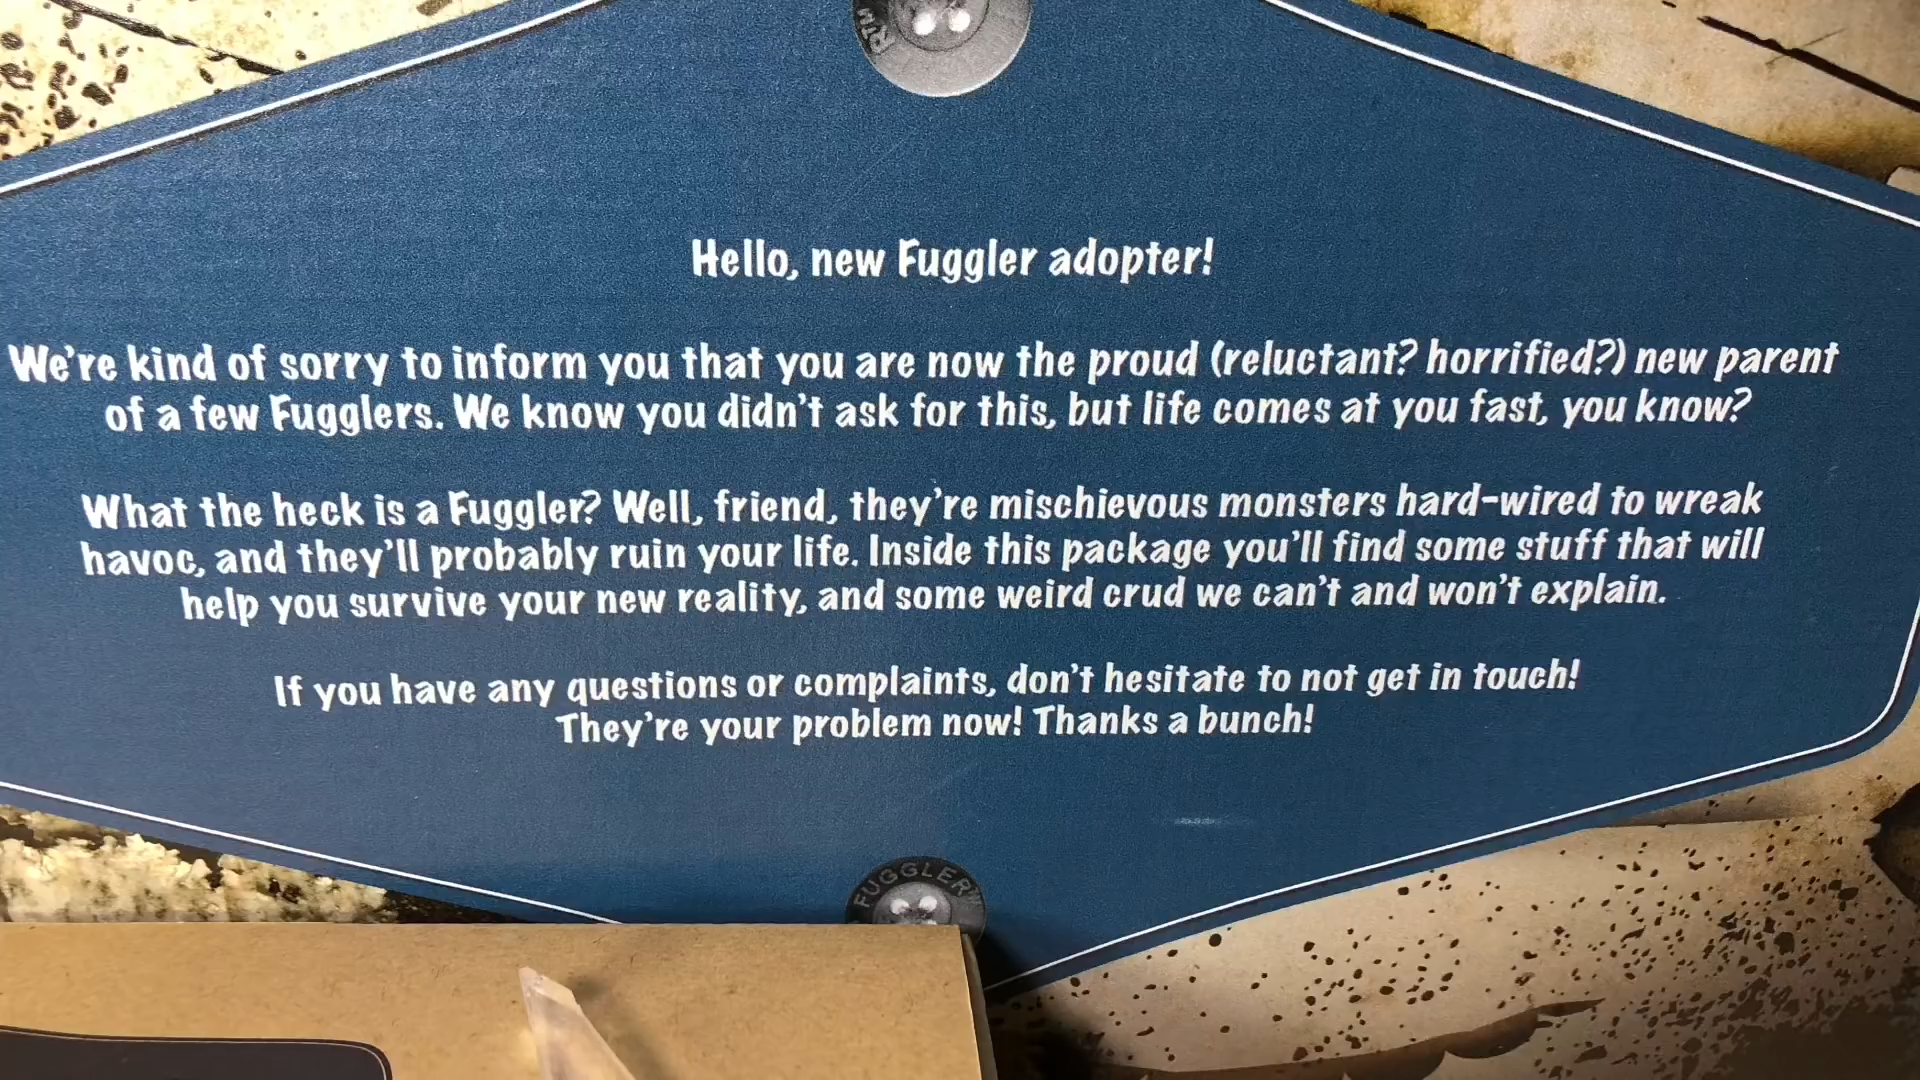 Hello, new Fuggler adopter!
We're kind of sorry to inform you that you are now the proud (reluctant? horrified?) new parent
of a few Fugglers. We know you didn't ask for this, but life comes at you fast, you know?
What the heck is a Fuggler? Well, friend, they're mischievous monsters hard-wired to wreak
havoc, and they'll probably ruin your life. Inside this package you'll find some stuff that will
help you survive your new reality, and some weird crud we can't and won't explain.
If you have any questions or complaints, don't hesitate to not get in touch!
They're your problem now! Thanks a bunch!
FUGGLER™